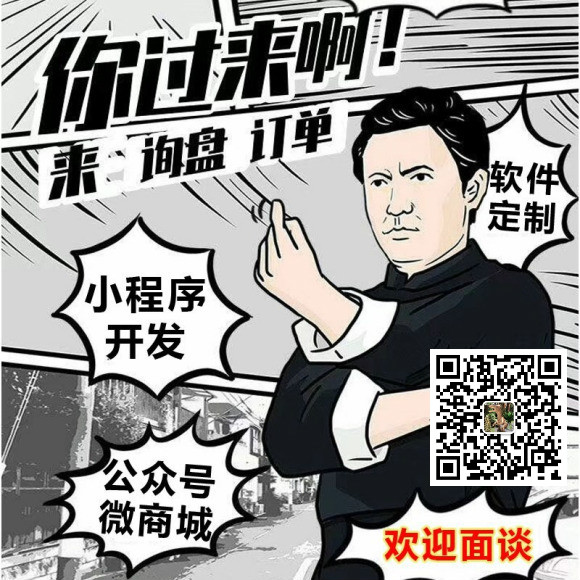 你过来啊！
来：询盘 订单
软件
定制
小程序
开发
公众号
微商城
欢迎面谈